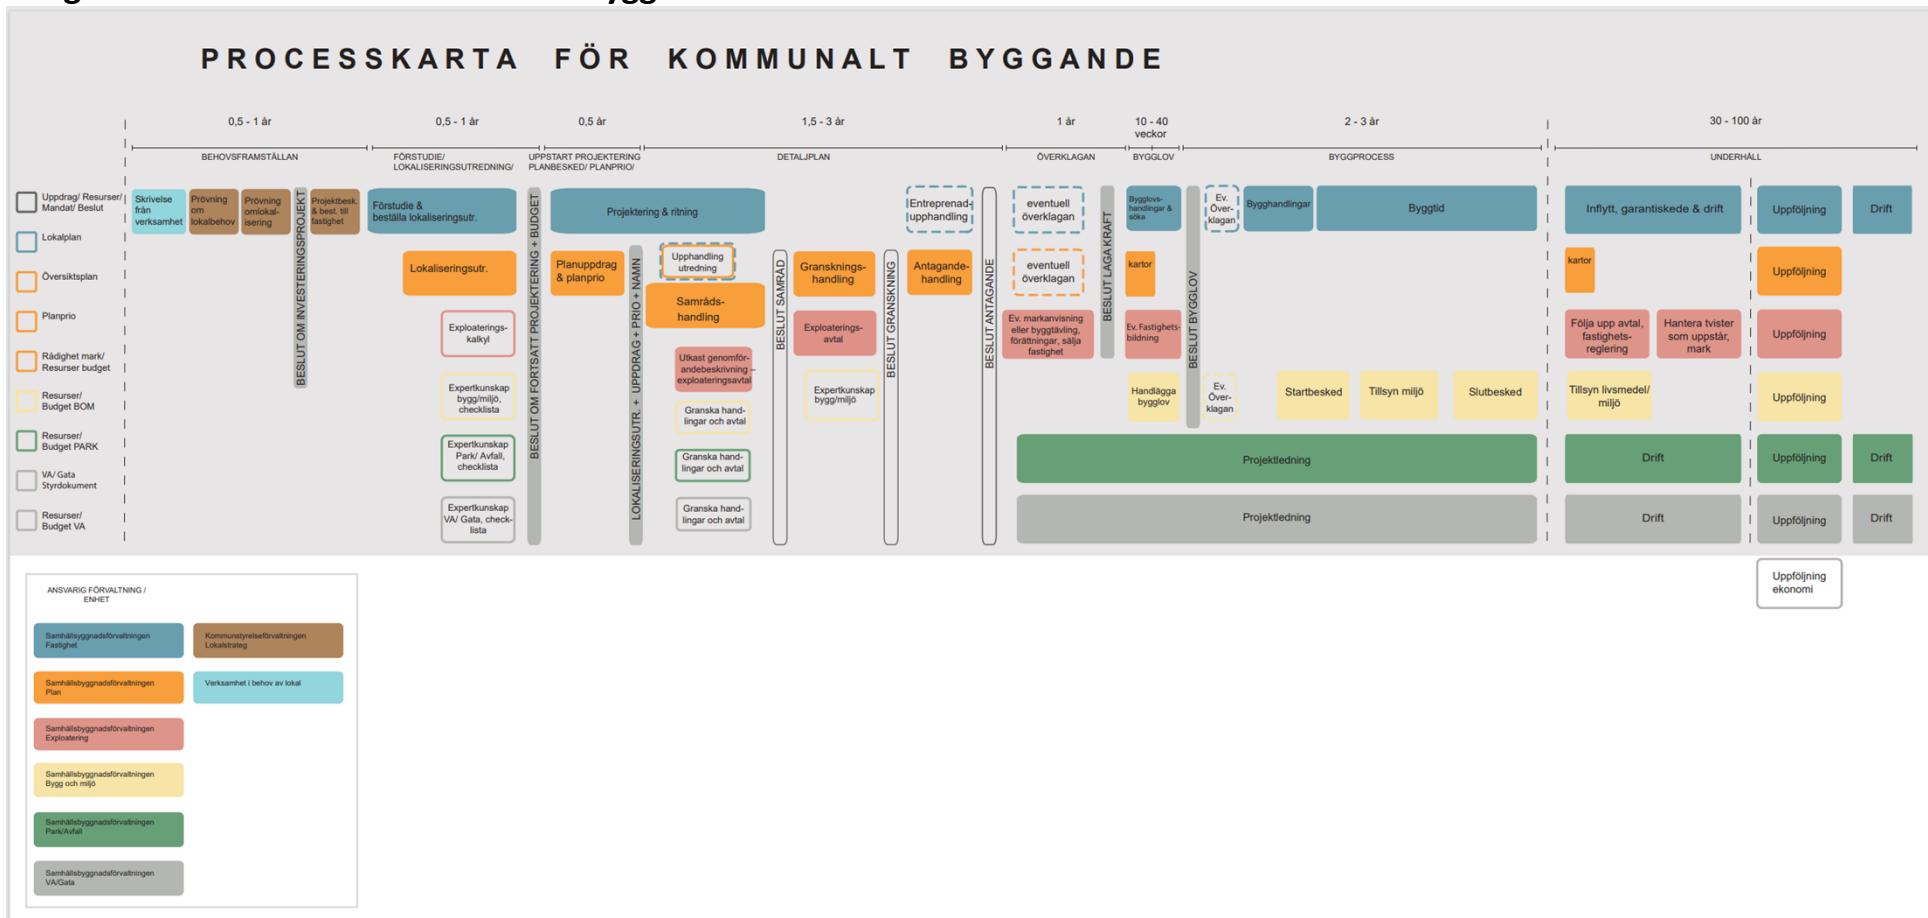 PROCESSKARTA FÖR KOMMUNALT BYGGANDE
0,5 - 1 år
0,5 - 1 år
0,5 år
1,5 - 3 år
1 år
10 - 40
veckor
2 - 3 år
30 - 100 år
BEHOVSFRAMSTÄLLAN
FÖRSTUDIE/
LOKALISERINGSUTREDNING/
UPPSTART PROJEKTERING
PLANBESKED/ PLANPRIO/
DETALJPLAN
ÖVERKLAGAN
BYGGLOV
BYGGPROCESS
UNDERHÅLL
Uppdrag/ Resurser/
Mandat/ Beslut
Lokalplan
Översiktsplan
Planprio
Rådighet mark/
Resurser budget
Resurser/
Budget BOM
Resurser/
Budget PARK
VA/ Gata
Styrdokument
Resurser/
Budget VA
Skrivelse
från
verksamhet
Prövning
om
lokalbehov
Prövning
omlokal-
isering
BESLUT OM INVESTERINGSPROJEKT
Projektbesk.
& best. till
fastighet
Förstudie &
beställa lokaliseringsutr.
Lokaliseringsutr.
Exploaterings-
kalkyl
Expertkunskap
bygg/miljö,
checklista
Expertkunskap
Park/ Avfall,
checklista
Expertkunskap
VA/ Gata, check-
lista
BESLUT OM FORTSATT PROJEKTERING + BUDGET
Projektering & ritning
Planuppdrag
& planprio
LOKALISERINGSUTR. + UPPDRAG + PRIO + NAMN
Upphandling
utredning
Samråds-
handling
Utkast genomför-
andebeskrivning –
exploateringsavtal
Granska hand-
lingar och avtal
Granska hand-
lingar och avtal
Granska hand-
lingar och avtal
BESLUT SAMRÅD
Gransknings-
handling
Exploaterings-
avtal
Expertkunskap
bygg/miljö
BESLUT GRANSKNING
Entreprenad-
upphandling
Antagande-
handling
BESLUT ANTAGANDE
eventuell
överklagan
eventuell
överklagan
Ev. markanvisning
eller byggtävling,
förättningar, sälja
fastighet
BESLUT LAGA KRAFT
Bygglovs-
handlingar &
söka
kartor
Ev. Fastighets-
bildning
Handlägga
bygglov
BESLUT BYGGLOV
Ev.
Över-
klagan
Ev.
Över-
klagan
Bygghandlingar
Byggtid
Startbesked
Tillsyn miljö
Slutbesked
Projektledning
Projektledning
Inflytt, garantiskede & drift
kartor
Följa upp avtal,
fastighets-
reglering
Hantera tvister
som uppstår,
mark
Tillsyn livsmedel/
miljö
Drift
Drift
Uppföljning
Uppföljning
Uppföljning
Uppföljning
Uppföljning
Uppföljning
Drift
Drift
Drift
Uppföljning
ekonomi
ANSVARIG FÖRVALTNING /
ENHET
Samhällsyggnadsförvaltningen
Fastighet
Kommunstyrelseförvaltningen
Lokalstrateg
Samhällsbyggnadsförvaltningen
Plan
Verksamhet i behov av lokal
Samhällsbyggnadsförvaltningen
Exploatering
Samhällsbyggnadsförvaltningen
Bygg och miljö
Samhällsbyggnadsförvaltningen
Park/Avfall
Samhällsbyggnadsförvaltningen
VA/Gata